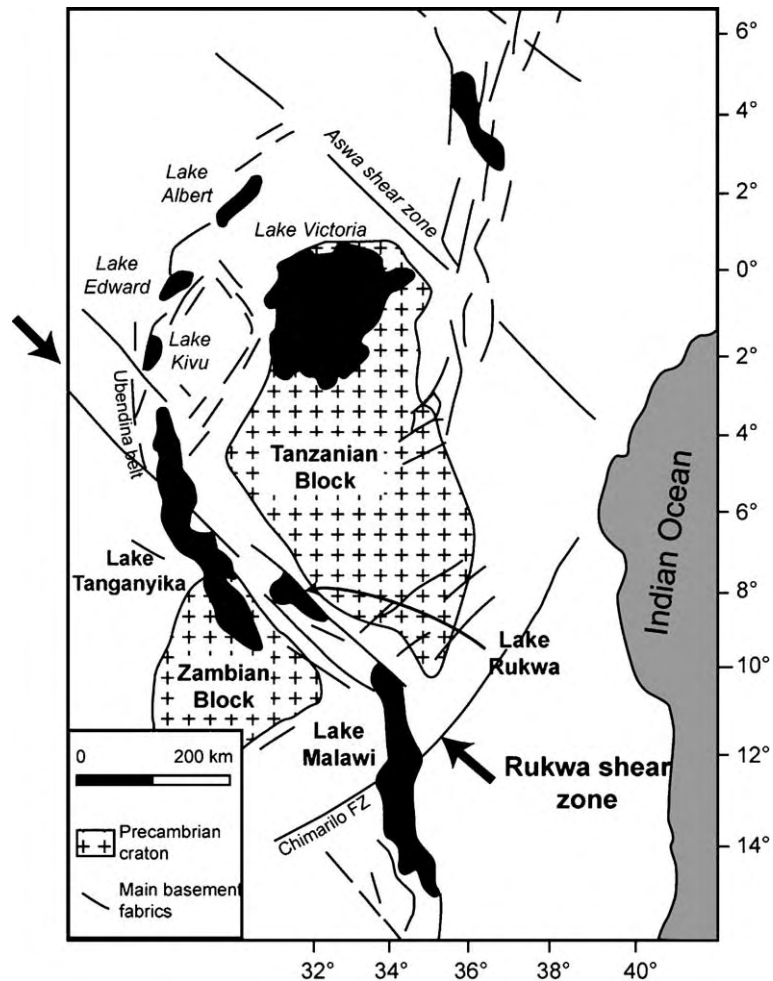 6°
4°
Aswa shear zone
Lake
Albert
2°
Lake Victoria
Lake
Edward
0°
Lake
Kivu
2°
Ubendina belt
4°
Tanzanian
Block
Indian Ocean
6°
Lake
Tanganyika
8°
Lake
Rukwa
Zambian
Block
10°
Lake
Malawi
0 200 km
12°
Rukwa shear
zone
Chimarilo FZ
Precambrian
craton
14°
Main basement
fabrics
32° 34° 36° 38° 40°